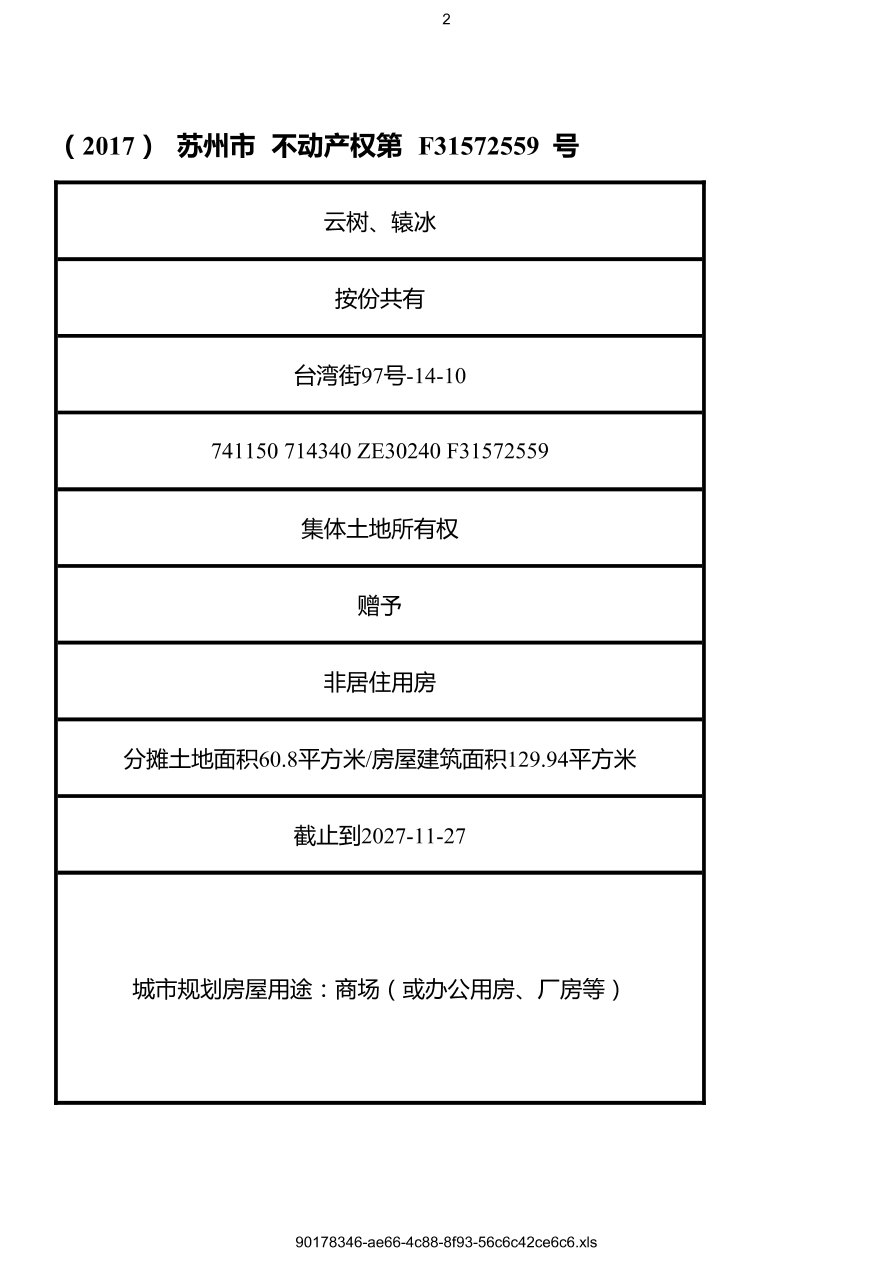 2
（2017） 苏州市 不动产权第 F31572559 号
云树、辕冰
按份共有
台湾街97号-14-10
741150 714340 ZE30240 F31572559
集体土地所有权
赠予
非居住用房
分摊土地面积60.8平方米/房屋建筑面积129.94平方米
截止到2027-11-27
城市规划房屋用途：商场（或办公用房、厂房等）
90178346-ae66-4c88-8f93-56c6c42ce6c6.xls